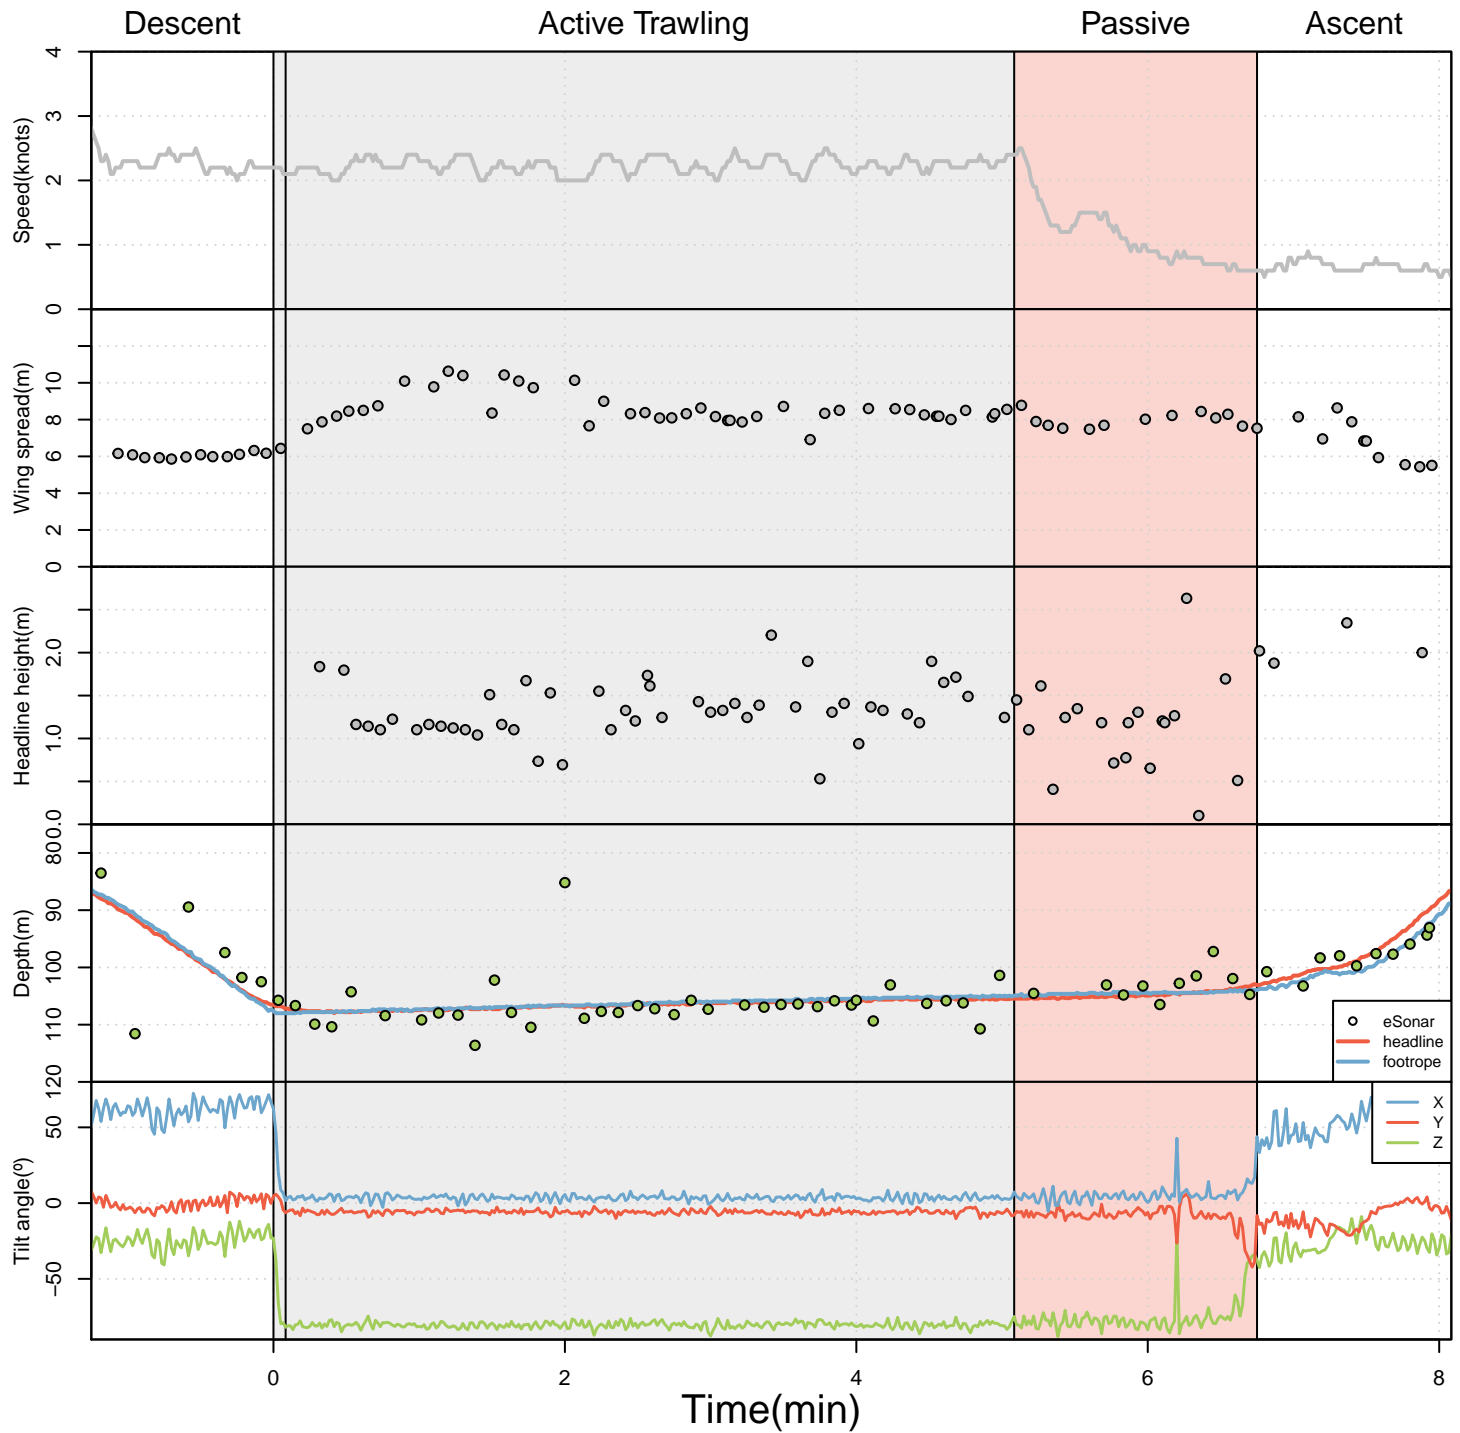 Descent Active Trawling Passive Ascent
Speed(knots)
4
3
2
1
0
Wing spread(m)
10
8
6
4
2
0
Headline height(m)
2.0
1.0
0.0
Depth(m)
80
90
100
110
120
eSonar
headline
footrope
Tilt angle(º)
50
0
−50
X
Y
Z
0 2 4 6 8
Time(min)